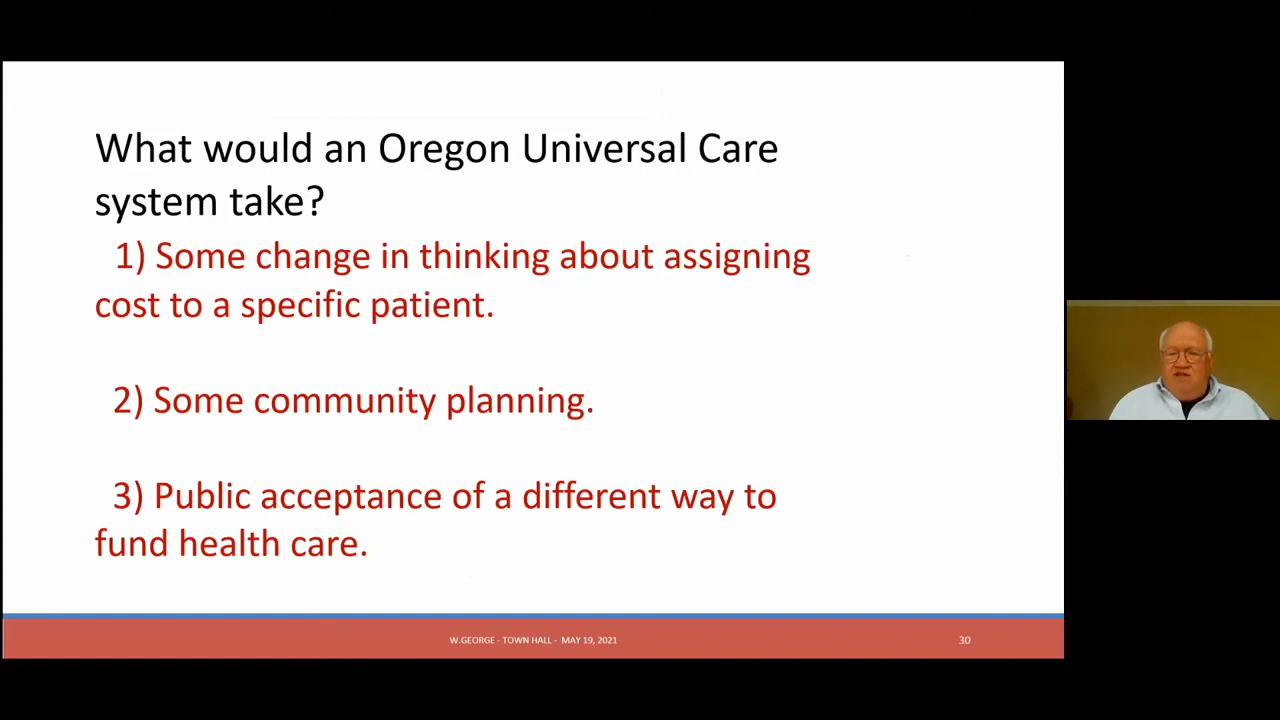 What would an Oregon Universal Care
system take?
1) Some change in thinking about assigning
cost to a specific patient.
2) Some community planning.
3) Public acceptance of a different way to
fund health care.
W.GEORGE - TOWN HALL - MAY 19, 2021
30